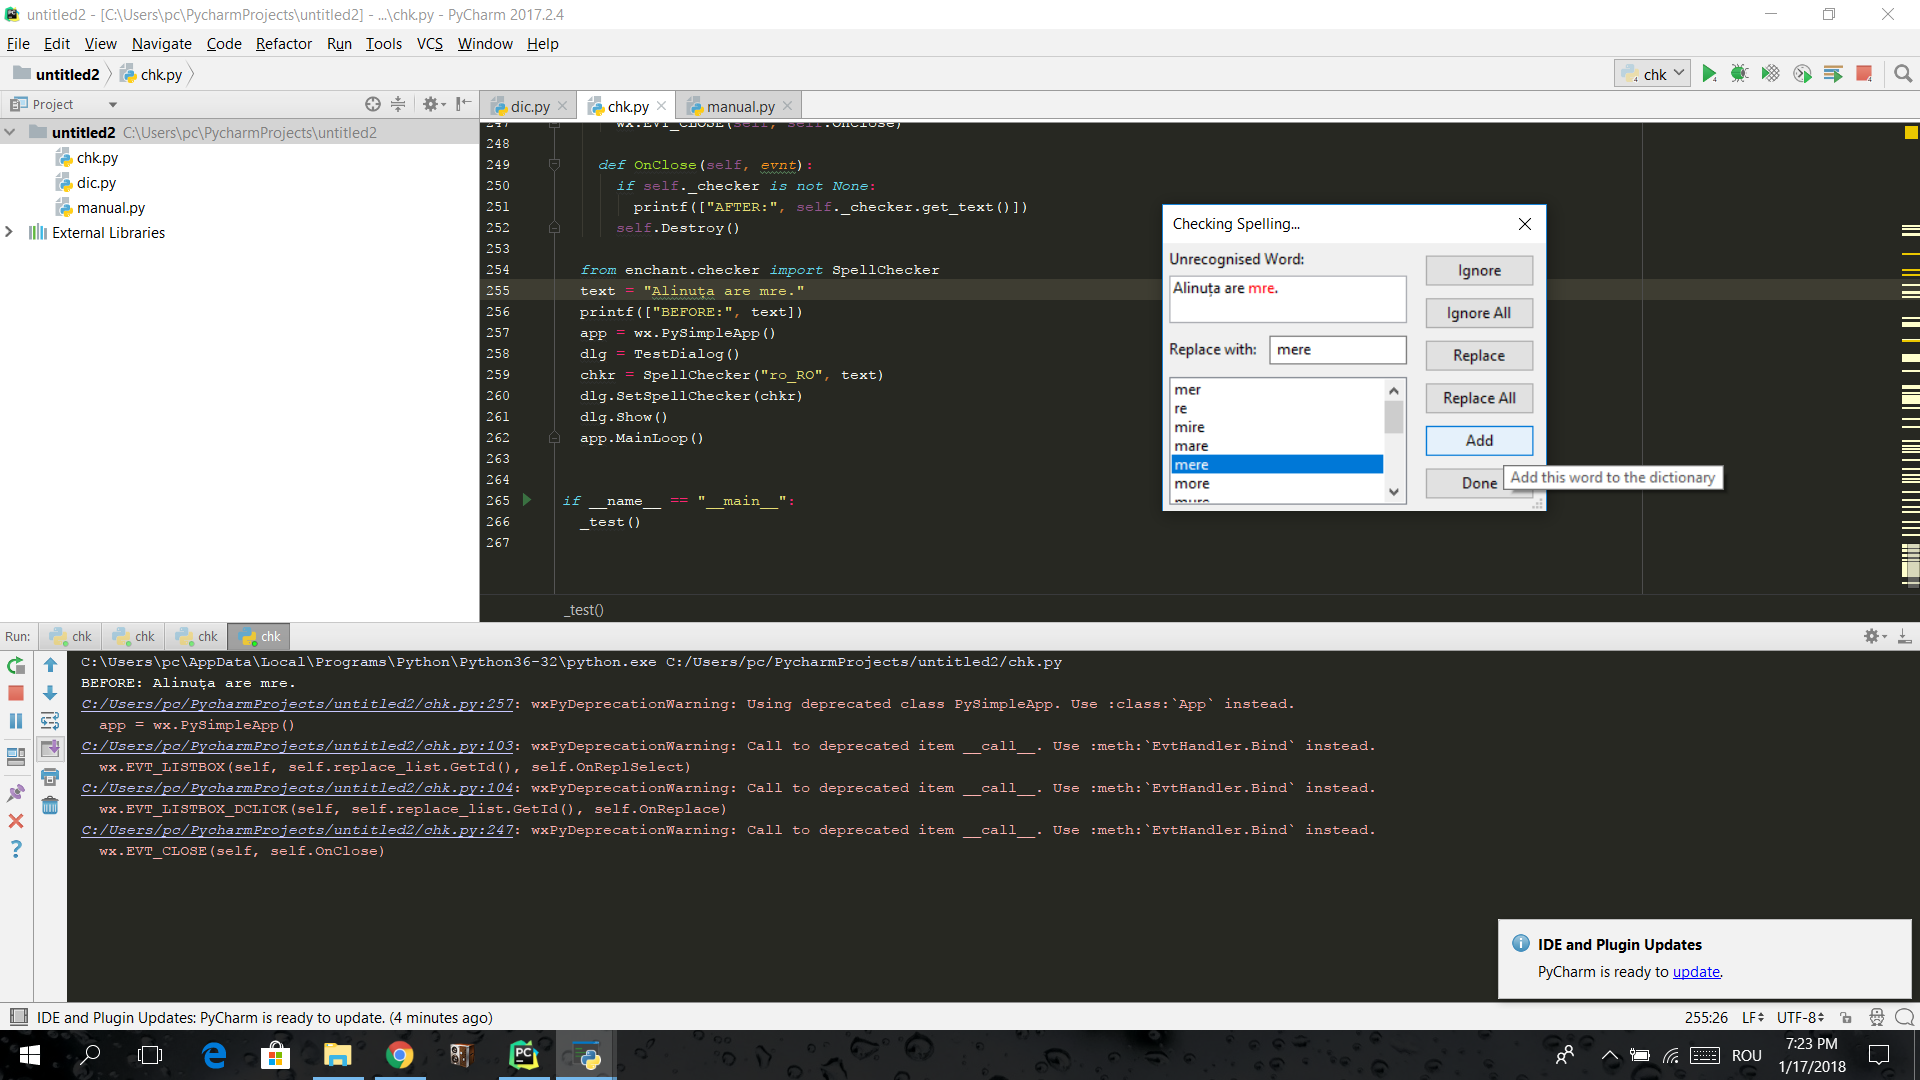 untitled2 - [C:\Users\pc\PycharmProjects\untitled2] - ...\chk.py - PyCharm 2017.2.4
File Edit View Navigate Code Refactor Run Tools VCS Window Help
untitled2 chk.py chk
Project dic.py chk.py manual.py
untitled2 C:\Users\pc\PycharmProjects\untitled2
chk.py
dic.py
manual.py
External Libraries
247 wx.EVT_CLOSE(self, self.OnClose)
248
249 def OnClose(self, evnt):
250 if self._checker is not None:
251 printf(["AFTER:", self._checker.get_text()])
252 self.Destroy()
253
254 from enchant.checker import SpellChecker
255 text = "Alinuța are mre."
256 printf(["BEFORE:", text])
257 app = wx.PySimpleApp()
258 dlg = TestDialog()
259 chkr = SpellChecker("ro_RO", text)
260 dlg.SetSpellChecker(chkr)
261 dlg.Show()
262 app.MainLoop()
263
264
265 if __name__ == "__main__":
266 _test()
267
_test()
Checking Spelling...
Unrecognised Word:
Alinuța are mre.
Replace with: mere
mer
re
mire
mare
mere
more
mure
Ignore
Ignore All
Replace
Replace All
Add
Done
Add this word to the dictionary
Run: chk chk chk chk
C:\Users\pc\AppData\Local\Programs\Python\Python36-32\python.exe C:/Users/pc/PycharmProjects/untitled2/chk.py
BEFORE: Alinuța are mre.
C:/Users/pc/PycharmProjects/untitled2/chk.py:257: wxPyDeprecationWarning: Using deprecated class PySimpleApp. Use :class:`App` instead.
app = wx.PySimpleApp()
C:/Users/pc/PycharmProjects/untitled2/chk.py:103: wxPyDeprecationWarning: Call to deprecated item __call__. Use :meth:`EvtHandler.Bind` instead.
wx.EVT_LISTBOX(self, self.replace_list.GetId(), self.OnReplSelect)
C:/Users/pc/PycharmProjects/untitled2/chk.py:104: wxPyDeprecationWarning: Call to deprecated item __call__. Use :meth:`EvtHandler.Bind` instead.
wx.EVT_LISTBOX_DCLICK(self, self.replace_list.GetId(), self.OnReplace)
C:/Users/pc/PycharmProjects/untitled2/chk.py:247: wxPyDeprecationWarning: Call to deprecated item __call__. Use :meth:`EvtHandler.Bind` instead.
wx.EVT_CLOSE(self, self.OnClose)
IDE and Plugin Updates
PyCharm is ready to update.
IDE and Plugin Updates: PyCharm is ready to update. (4 minutes ago) 255:26 LF UTF-8
ROU
7:23 PM
1/17/2018